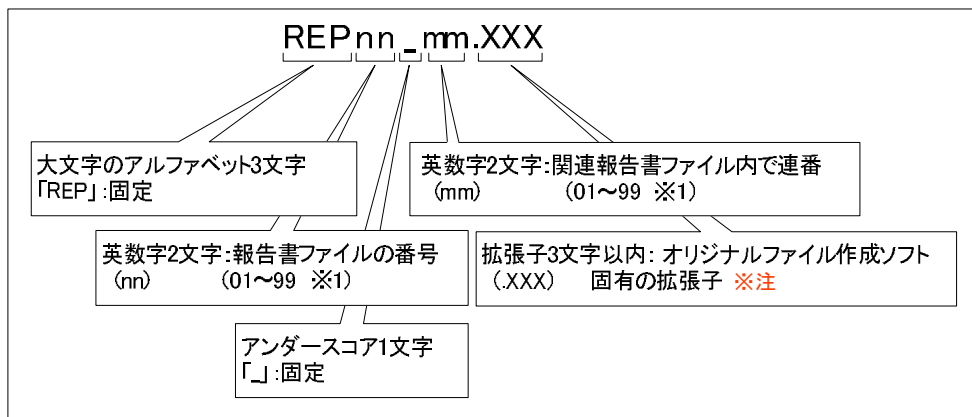 REPnn_mm.XXX
大文字のアルファベット3文字
「REP」:固定
英数字2文字:関連報告書ファイル内で連番
(mm) (01～99 ※1)
英数字2文字:報告書ファイルの番号
(nn) (01～99 ※1)
拡張子3文字以内: オリジナルファイル作成ソフト
(.XXX) 固有の拡張子 ※注
アンダースコア1文字
「_」:固定